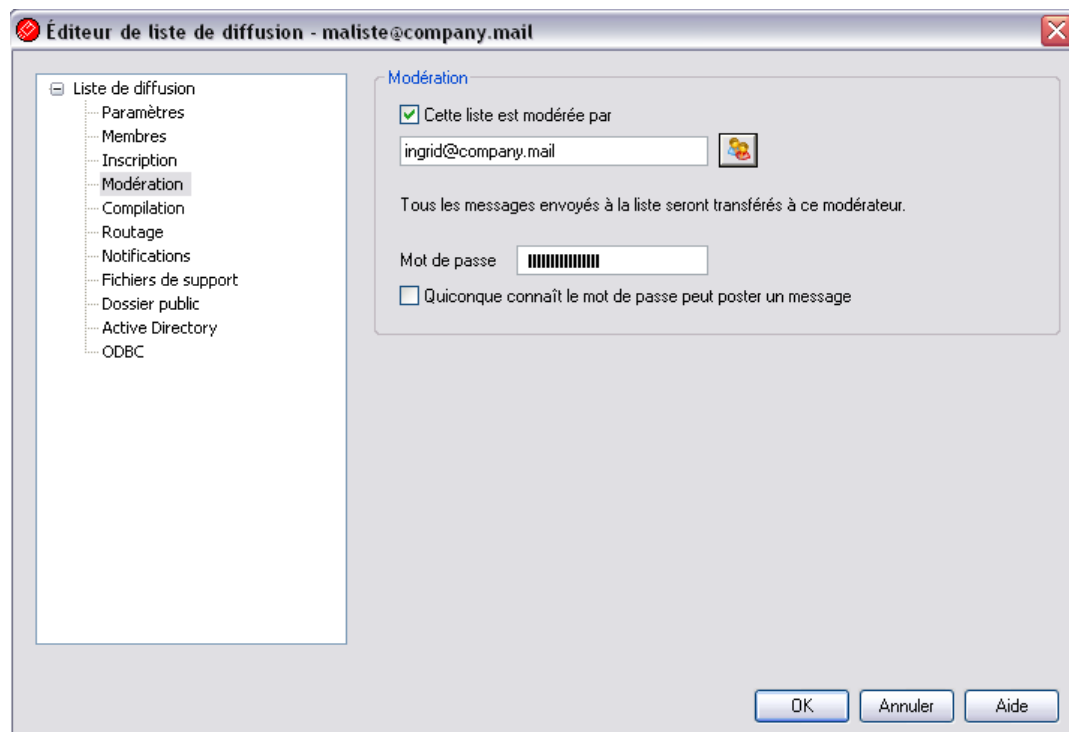 Éditeur de liste de diffusion - maliste@company.mail
Liste de diffusion
Paramètres
Membres
Inscription
Modération
Compilation
Routage
Notifications
Fichiers de support
Dossier public
Active Directory
ODBC
Modération
Cette liste est modérée par
ingrid@company.mail
Tous les messages envoyés à la liste seront transférés à ce modérateur.
Mot de passe
Quiconque connaît le mot de passe peut poster un message
OK Annuler Aide